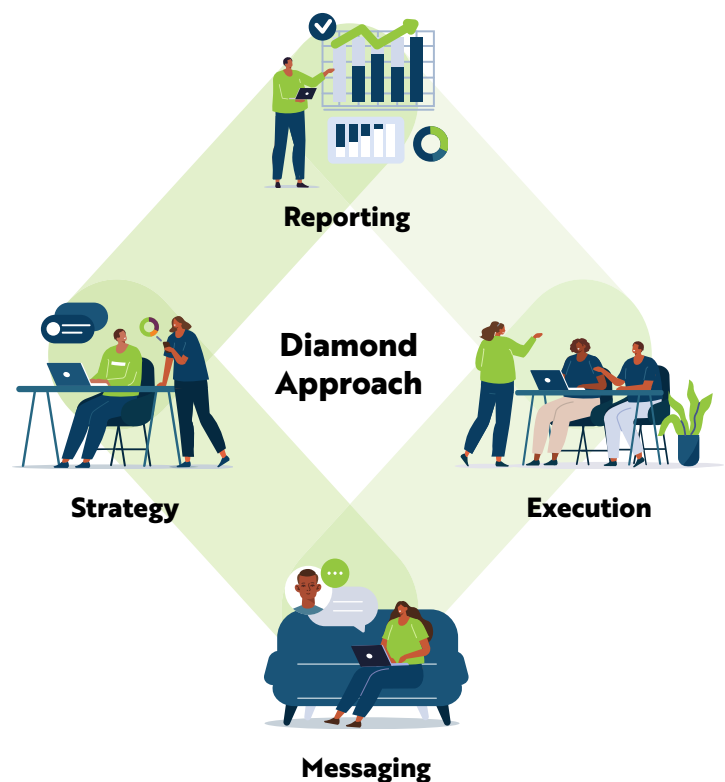 Reporting
Diamond
Approach
Strategy
Execution
Messaging